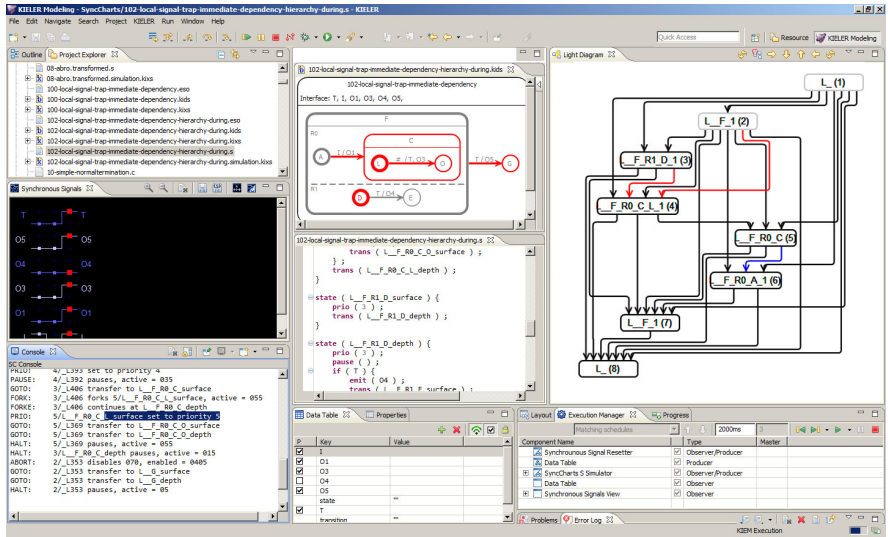 KIELER Modeling - SyncCharts/102-local-signal-trap-immediate-dependency-hierarchy-during.s - KIELER
File Edit Navigate Search Project KIELER Run Window Help
Quick Access
Resource
KIELER Modeling
Outline
Project Explorer
08-abro.transformed.s
08-abro.transformed.simulation.kixs
100-local-signal-trap-immediate-dependency.eso
100-local-signal-trap-immediate-dependency.kids
100-local-signal-trap-immediate-dependency.kixs
102-local-signal-trap-immediate-dependency-hierarchy-during.eso
102-local-signal-trap-immediate-dependency-hierarchy-during.kids
102-local-signal-trap-immediate-dependency-hierarchy-during.kixs
102-local-signal-trap-immediate-dependency-hierarchy-during.s
102-local-signal-trap-immediate-dependency-hierarchy-during.simulation.kixs
10-simple-normaltermination.c
Synchronous Signals
T
T
O5
O5
O4
O4
O3
O3
O1
O1
Console
SC Console
PRIO: 4/_L393 set to priority 4
PAUSE: 4/_L392 pauses, active = 035
GOTO: 3/_L406 transfer to L__F_R0_C_surface
FORK: 3/_L406 forks 5/L__F_R0_C_L_surface, active = 055
FORKE: 3/_L406 continues at L__F_R0_C_depth
PRIO: 5/L__F_R0_C_L_surface set to priority 5
GOTO: 5/_L369 transfer to L__F_R0_C_O_surface
GOTO: 5/_L369 transfer to L__F_R0_C_O_depth
HALT: 5/_L369 pauses, active = 055
HALT: 3/L__F_R0_C_depth pauses, active = 015
ABORT: 2/_L353 disables 070, enabled = 0405
GOTO: 2/_L353 transfer to L__G_surface
GOTO: 2/_L353 transfer to L__G_depth
HALT: 2/_L353 pauses, active = 05
102-local-signal-trap-immediate-dependency-hierarchy-during.kids
102-local-signal-trap-immediate-dependency
Interface: T, I, O1, O3, O4, O5,
F
R0
C
A
I / O1
L
# / T, O3
O
T / O5
G
R1
D
T / O4
E
102-local-signal-trap-immediate-dependency-hierarchy-during.s
trans ( L__F_R0_C_O_surface ) ;
} ;
trans ( L__F_R0_C_L_depth ) ;
}
state ( L__F_R1_D_surface ) {
prio ( 3 ) ;
trans ( L__F_R1_D_depth ) ;
}
state ( L__F_R1_D_depth ) {
prio ( 3 ) ;
pause ( ) ;
if ( T ) {
emit ( O4 ) ;
trans ( L__F_R1_E_surface )
Data Table
Properties
P Key Value
I
O1
O3
O4
O5
state ""
T
transition ""
Light Diagram
L_ (1)
L__F_1 (2)
L__F_R1_D_1 (3)
L__F_R0_C_L_1 (4)
L__F_R0_C (5)
L__F_R0_A_1 (6)
L__F_1 (7)
L_ (8)
Layout
Execution Manager
Progress
Matching schedules
2000ms
3
Component Name Type Master
Synchrounous Signal Resetter Observer/Producer
Data Table Producer
SyncCharts S Simulator Observer/Producer
Data Table Observer
Synchronous Signals View Observer
Problems
Error Log
KIEM Execution